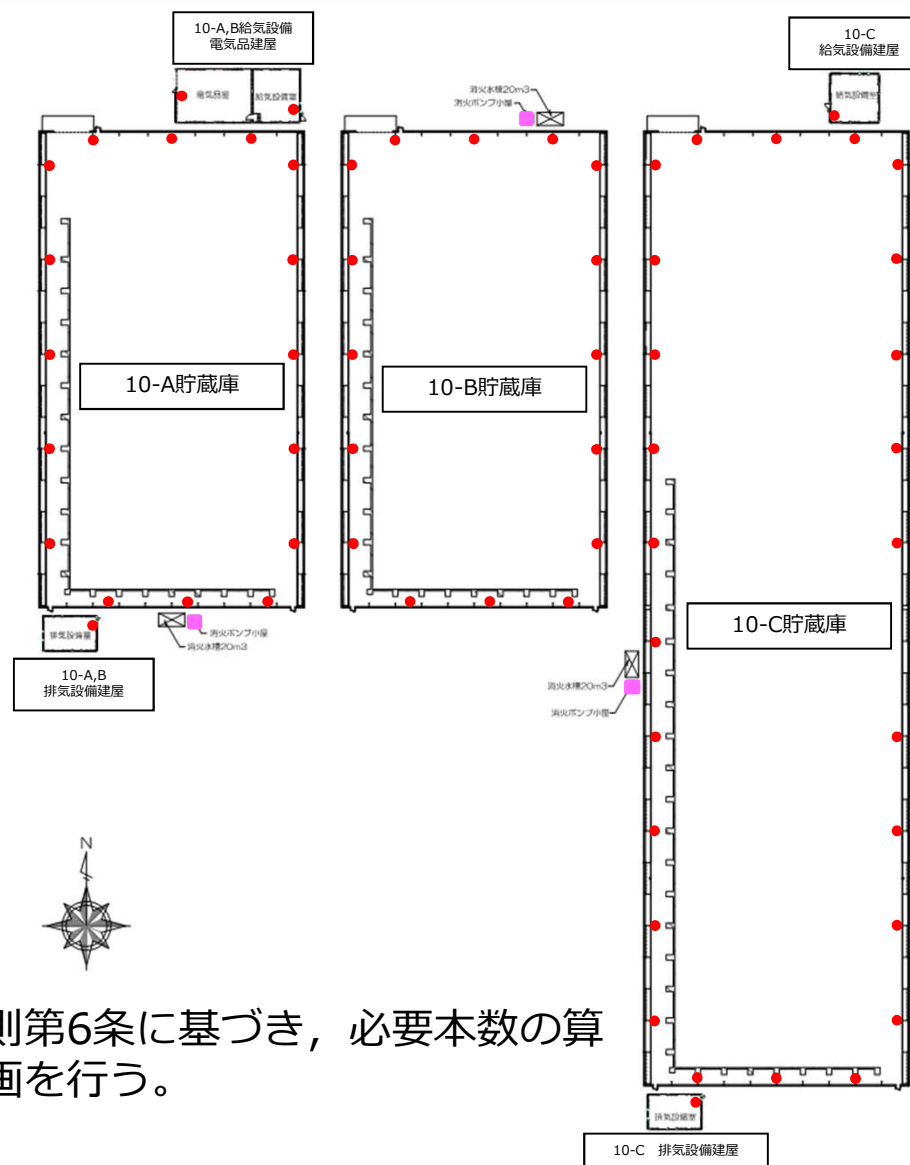 10-A,B給気設備
電気品建屋
10-C
給気設備建屋
電気品室
給気設備室
消火水槽20m3
消火ポンプ小屋
給気設備室
10-A貯蔵庫
10-B貯蔵庫
10-C貯蔵庫
排気設備室
消火ポンプ小屋
消火水槽20m3
10-A,B
排気設備建屋
消火水槽20m3
消火ポンプ小屋
N
則第6条に基づき，必要本数の算
画を行う。
排気設備室
10-C 排気設備建屋